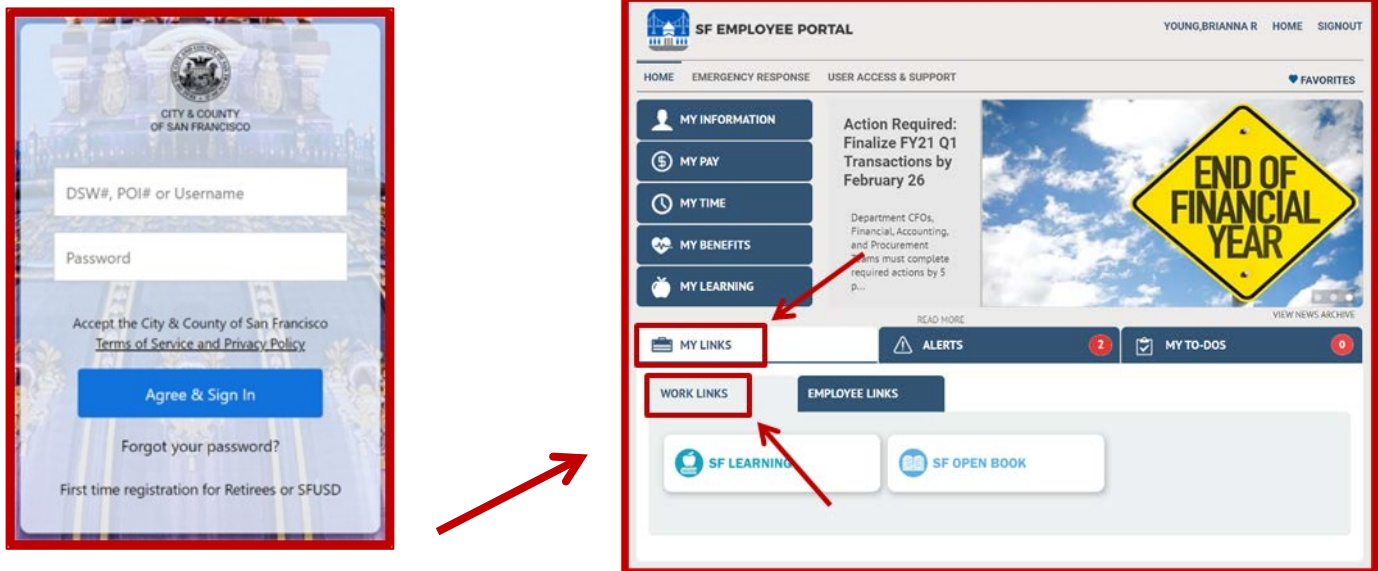 CITY & COUNTY
OF SAN FRANCISCO
DSW#, POI# or Username
Password
Accept the City & County of San Francisco
Terms of Service and Privacy Policy
Agree & Sign In
Forgot your password?
First time registration for Retirees or SFUSD
SF EMPLOYEE PORTAL
YOUNG,BRIANNA R HOME SIGNOUT
HOME EMERGENCY RESPONSE USER ACCESS & SUPPORT
FAVORITES
MY INFORMATION
MY PAY
MY TIME
MY BENEFITS
MY LEARNING
Action Required:
Finalize FY21 Q1
Transactions by
February 26
Department CFOs,
Financial, Accounting,
and Procurement
Teams must complete
required actions by 5
p...
READ MORE
END OF
FINANCIAL
YEAR
VIEW NEWS ARCHIVE
MY LINKS
ALERTS 2
MY TO-DOS 0
WORK LINKS
EMPLOYEE LINKS
SF LEARNING
SF OPEN BOOK